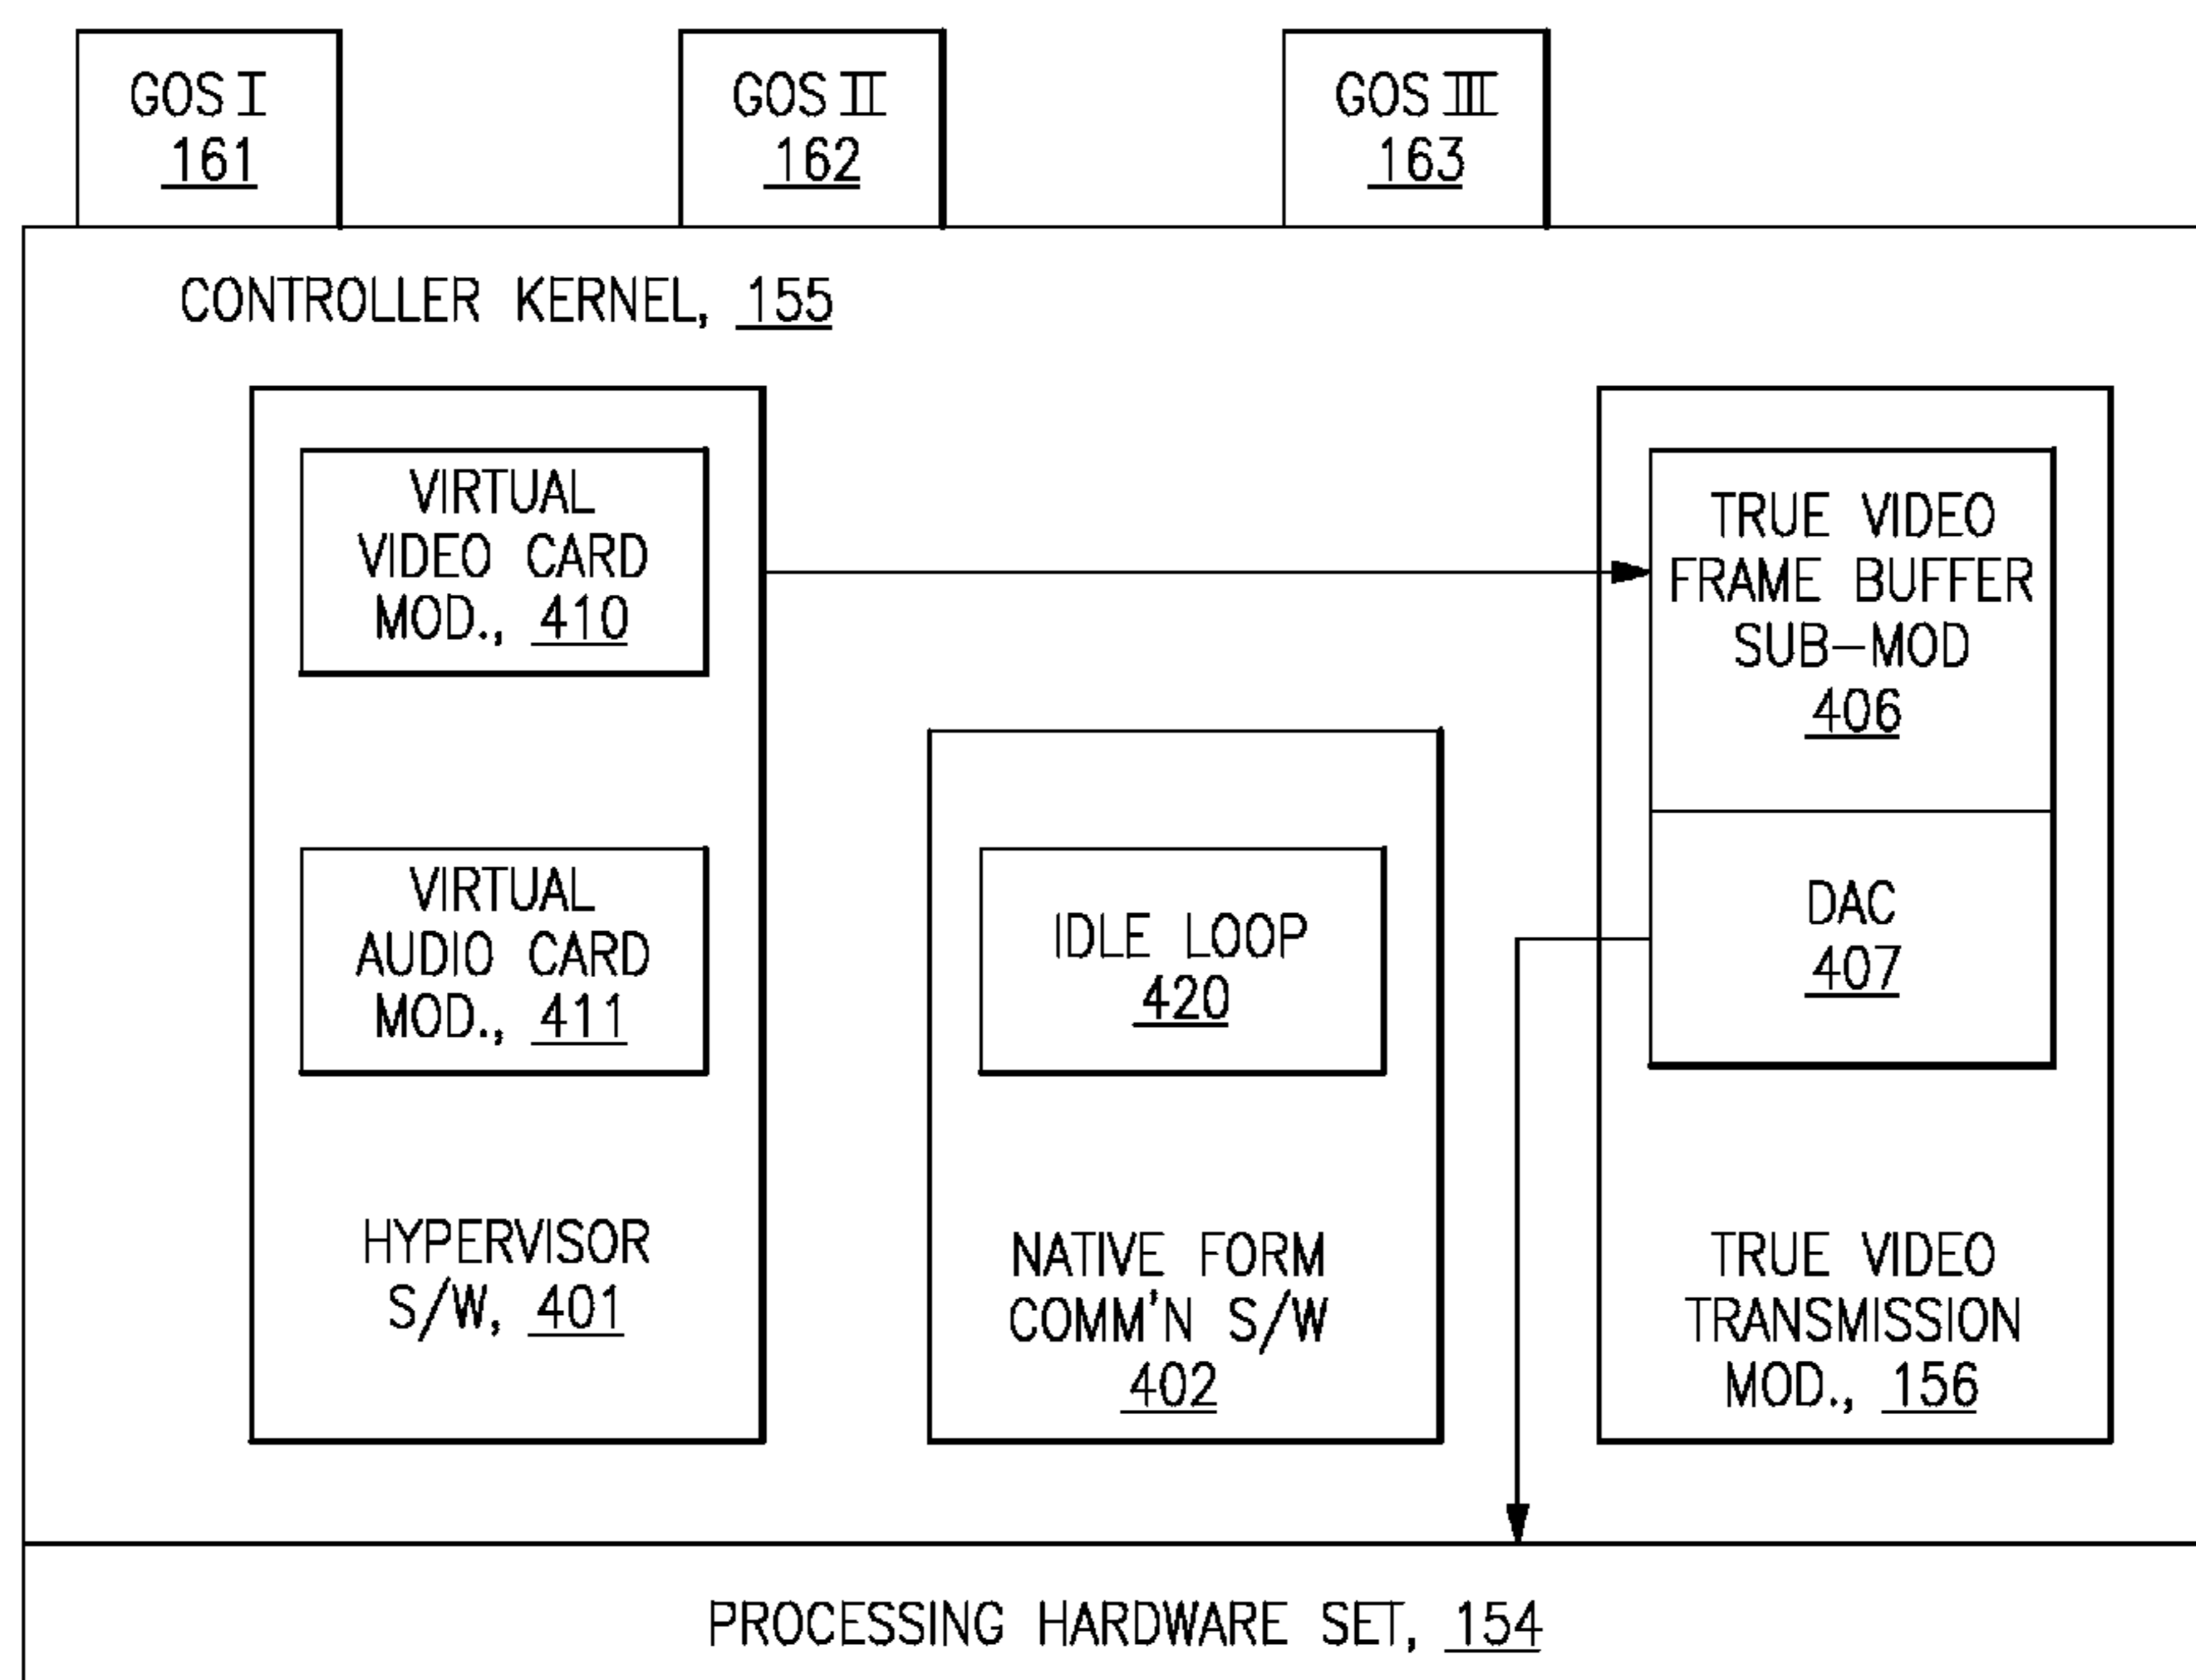 GOS I
161
GOS II
162
GOS III
163
CONTROLLER KERNEL, 155
VIRTUAL
VIDEO CARD
MOD., 410
VIRTUAL
AUDIO CARD
MOD., 411
HYPERVISOR
S/W, 401
IDLE LOOP
420
NATIVE FORM
COMM'N S/W
402
TRUE VIDEO
FRAME BUFFER
SUB-MOD
406
DAC
407
TRUE VIDEO
TRANSMISSION
MOD., 156
PROCESSING HARDWARE SET, 154